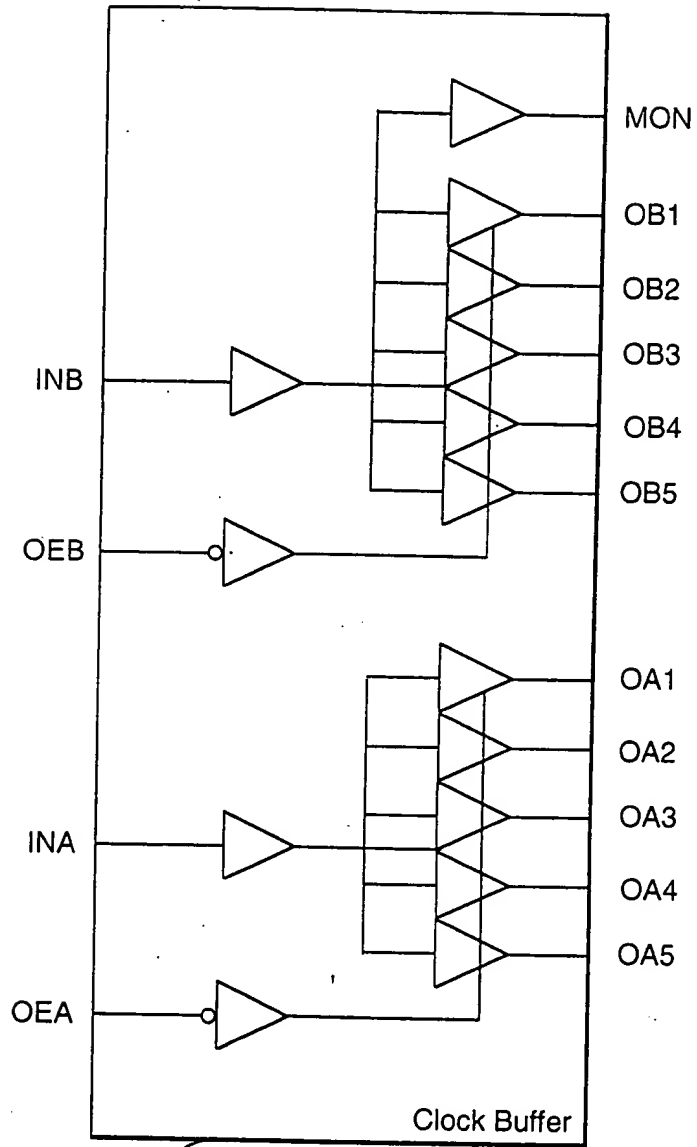 MON
OB1
OB2
OB3
INB
OB4
OB5
OEB
OA1
OA2
OA3
INA
OA4
OA5
OEA
Clock Buffer